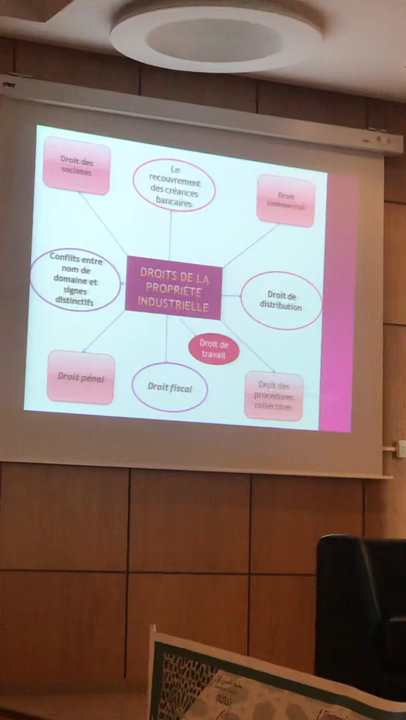 Droit des
sociétés
Le
recouvrement
des créances
bancaires
Droit
commercial
Conflits entre
nom de
domaine et
signes
distinctifs
DROITS DE LA
PROPRIÉTÉ
INDUSTRIELLE
Droit de
distribution
Droit de
travail
Droit pénal
Droit fiscal
Droit des
procédures
collectives